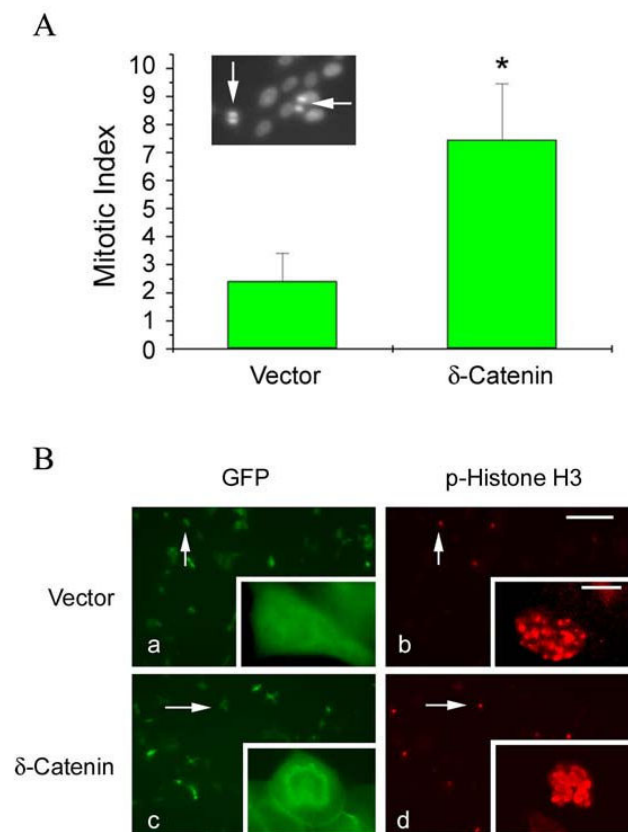 A
10
9
8
7
6
5
4
3
2
1
0
Mitotic Index
*
Vector
δ-Catenin
B
GFP
p-Histone H3
Vector
a
b
δ-Catenin
c
d